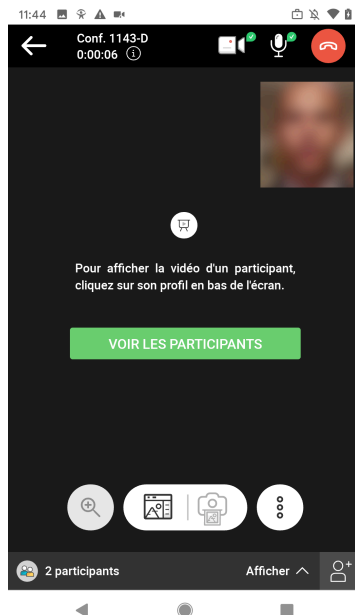 11:44
Conf. 1143-D
0:00:06
Pour afficher la vidéo d'un participant,
cliquez sur son profil en bas de l'écran.
VOIR LES PARTICIPANTS
2 participants
Afficher